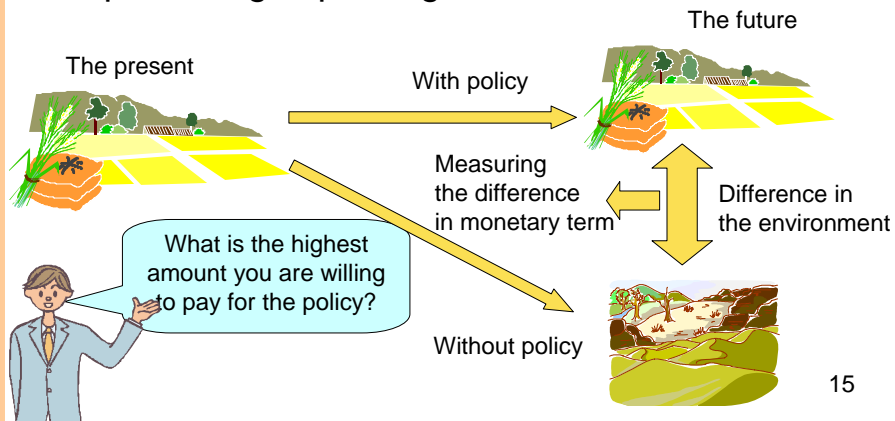 The future
The present
With policy
Measuring
the difference
in monetary term
Difference in
the environment
What is the highest
amount you are willing
to pay for the policy?
Without policy
15